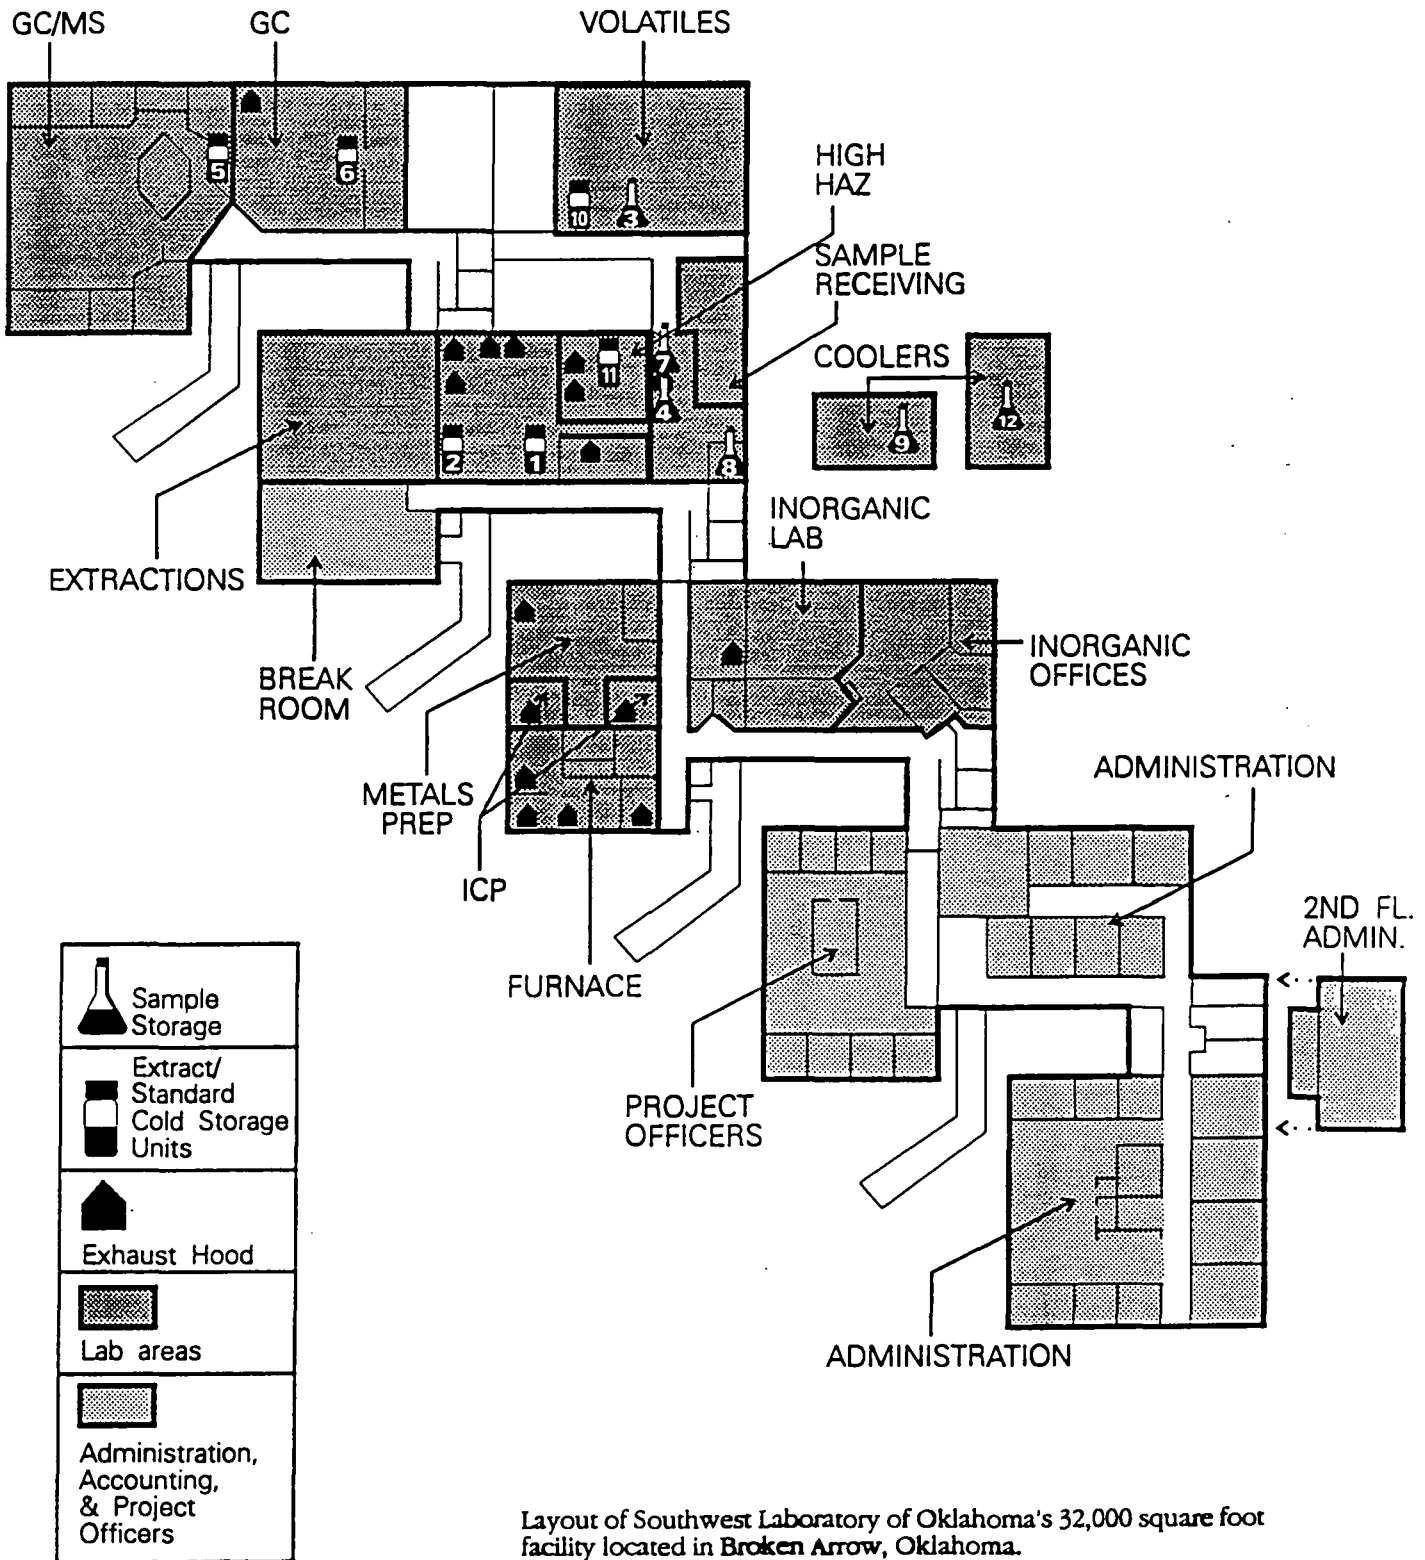 GC/MS
GC
VOLATILES
HIGH
HAZ
SAMPLE
RECEIVING
COOLERS
5
6
10
3
7
11
4
9
12
2
1
8
INORGANIC
LAB
EXTRACTIONS
BREAK
ROOM
INORGANIC
OFFICES
METALS
PREP
ICP
FURNACE
ADMINISTRATION
2ND FL.
ADMIN.
PROJECT
OFFICERS
ADMINISTRATION
Sample
Storage
Extract/
Standard
Cold Storage
Units
Exhaust Hood
Lab areas
Administration,
Accounting,
& Project
Officers
Layout of Southwest Laboratory of Oklahoma's 32,000 square foot
facility located in Broken Arrow, Oklahoma.